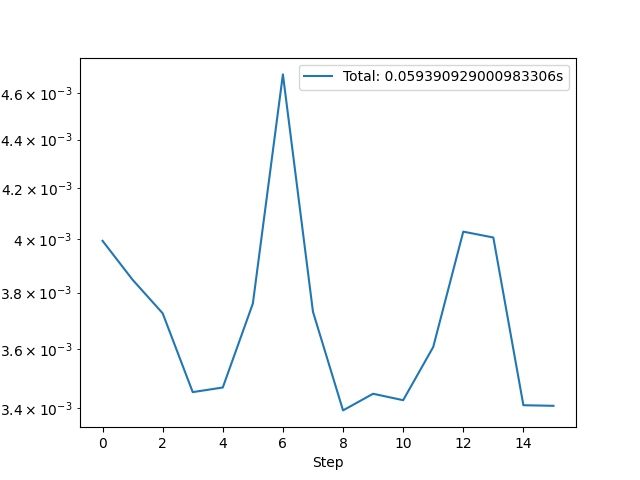 Total: 0.059390929000983306s
4.6 × 10⁻³
4.4 × 10⁻³
4.2 × 10⁻³
4 × 10⁻³
3.8 × 10⁻³
3.6 × 10⁻³
3.4 × 10⁻³
0 2 4 6 8 10 12 14
Step